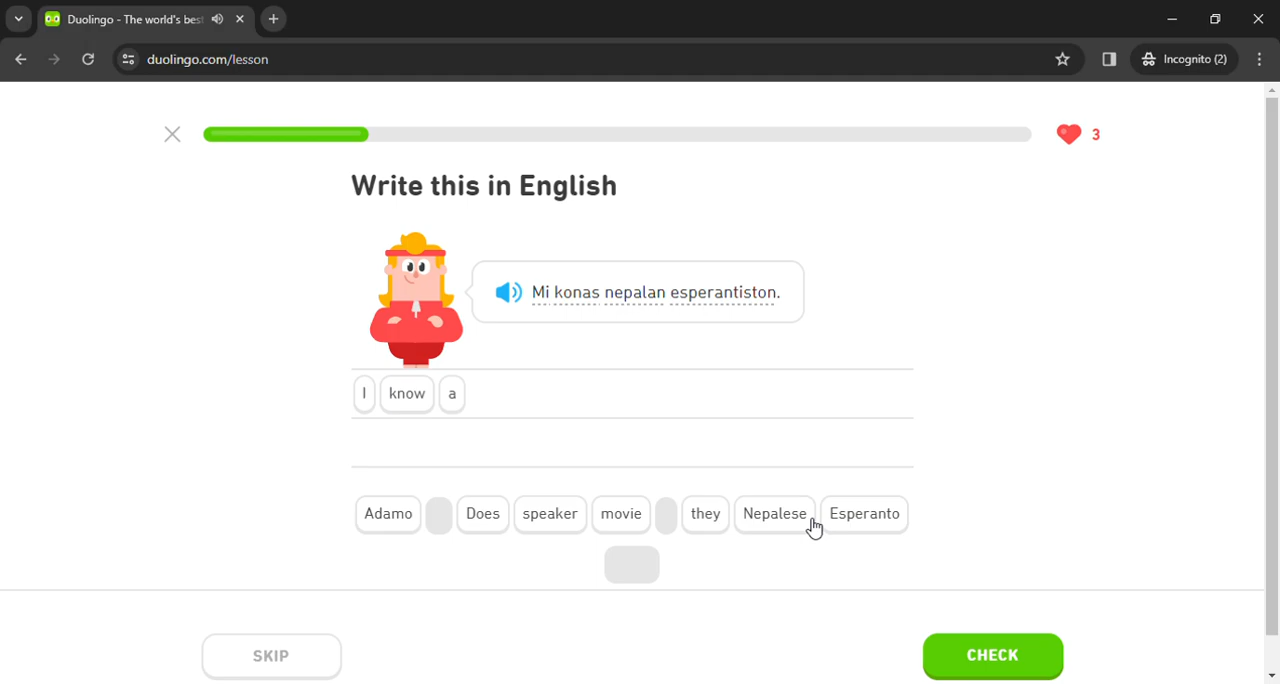 Duolingo - The world's bes
duolingo.com/lesson
Incognito (2)
3
Write this in English
Mi konas nepalan esperantiston.
I know a
Adamo Does speaker movie they Nepalese Esperanto
SKIP CHECK